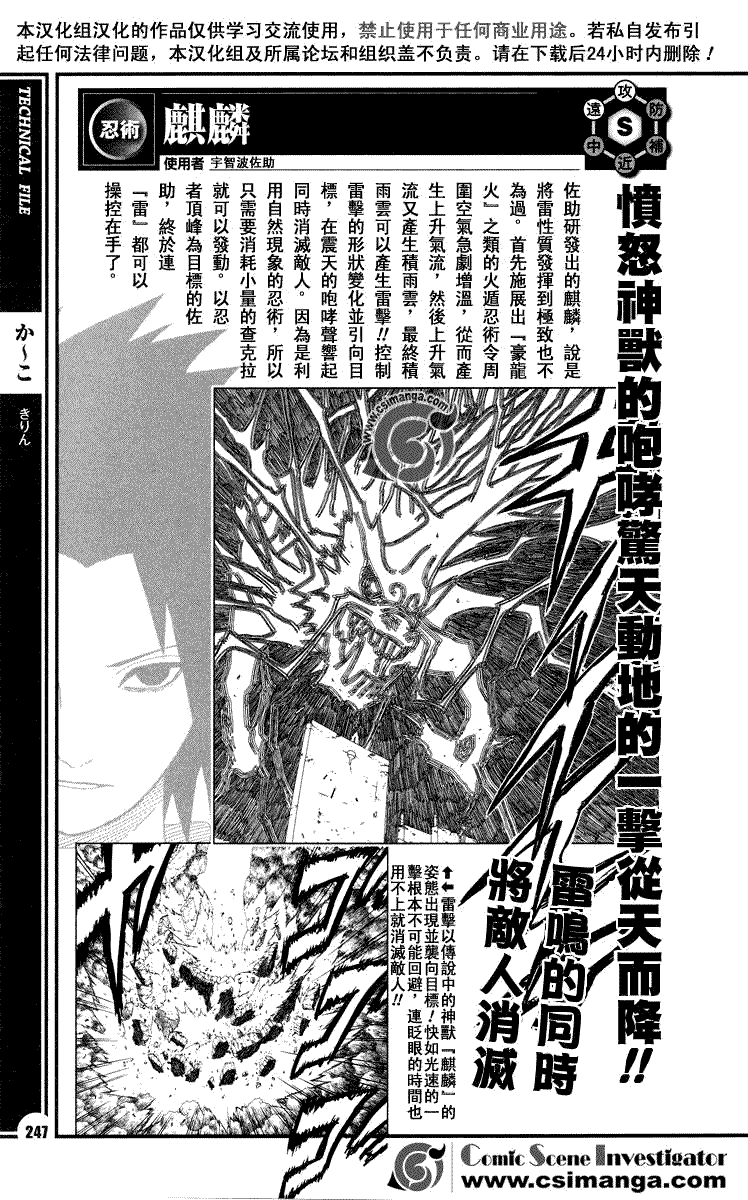 本汉化组汉化的作品仅供学习交流使用，禁止使用于任何商业用途。若私自发布引
起任何法律问题，本汉化组及所属论坛和组织盖不负责。请在下载后24小时内删除！
TECHNICAL FILE
か〜こ
きりん
忍術
麒麟
使用者 宇智波佐助
攻
防
補
近
中
遠
S
憤怒神獸的咆哮驚天動地的一擊從天而降!!
佐助研發出的麒麟，說是
將雷性質發揮到極致也不
為過。首先施展出『豪龍
火』之類的火遁忍術令周
圍空氣急劇增溫，從而產
生上升氣流，然後上升氣
流又產生積雨雲，最終積
雨雲可以產生雷擊!!控制
雷擊的形狀變化並引向目
標，在震天的咆哮聲響起
同時消滅敵人。因為是利
用自然現象的忍術，所以
只需要消耗小量的查克拉
就可以發動。以忍
者頂峰為目標的佐
助，終於連
『雷』都可以
操控在手了。
www.csimanga.com
雷鳴的同時
將敵人消滅
⬆⬅雷擊以傳說中的神獸『麒麟』的
姿態出現並襲向目標！快如光速的一
擊根本不可能回避，連眨眼的時間也
用不上就消滅敵人!!
247
Comic Scene Investigator
www.csimanga.com